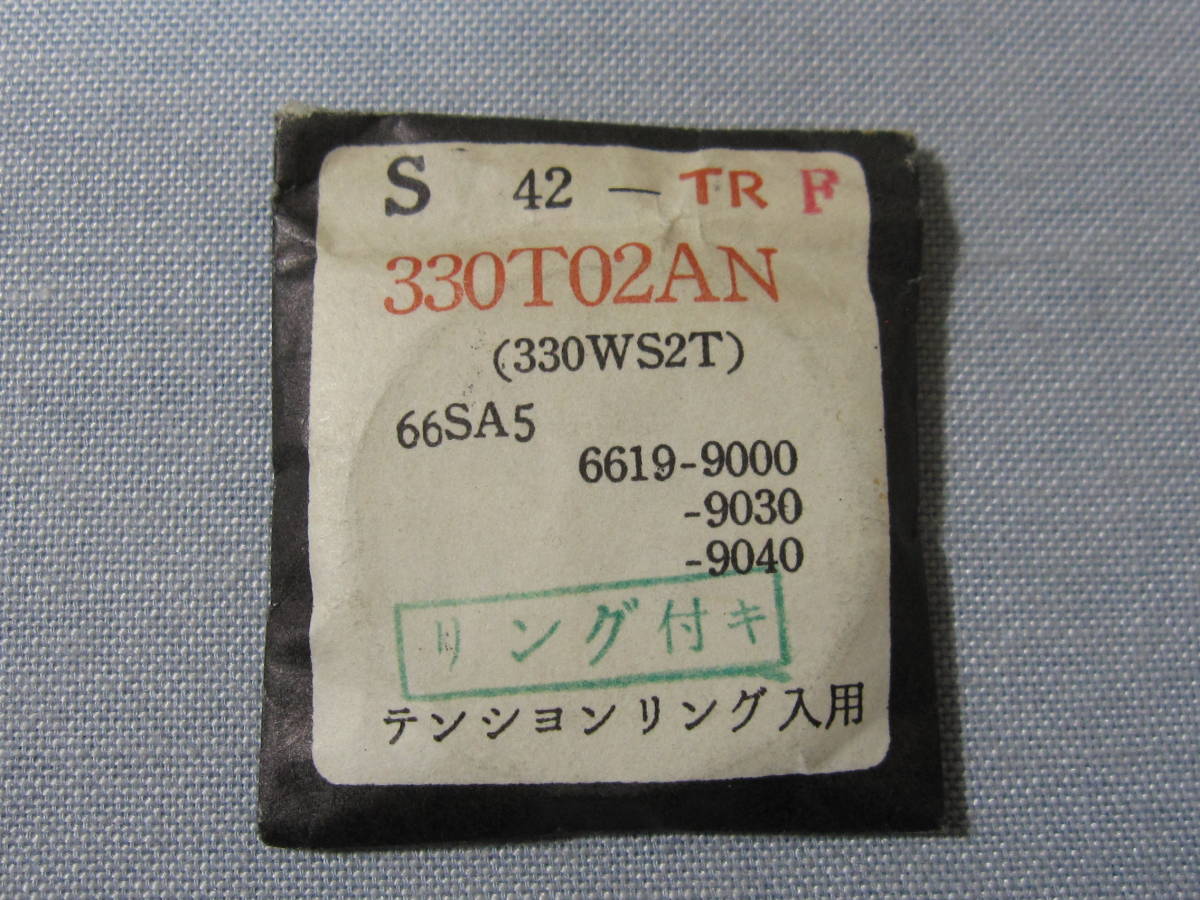 S 42 — TR F
330T02AN
(330WS2T)
66SA5
6619-9000
-9030
-9040
リング付キ
テンションリング入用